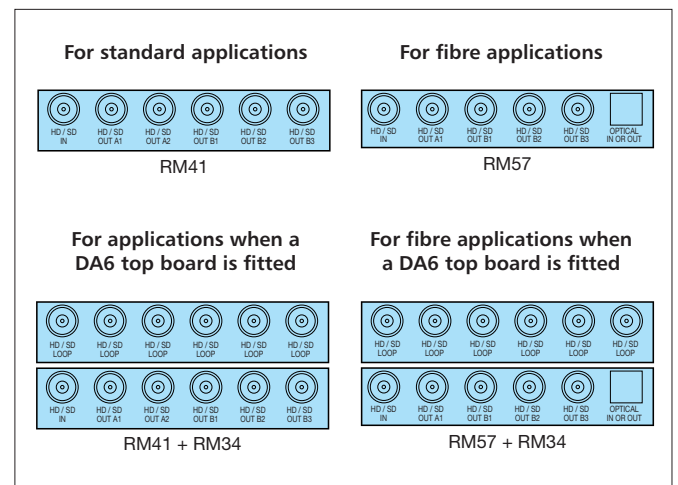 For standard applications
HD / SD IN HD / SD OUT A1 HD / SD OUT A2 HD / SD OUT B1 HD / SD OUT B2 HD / SD OUT B3
RM41
For fibre applications
HD / SD IN HD / SD OUT A1 HD / SD OUT B1 HD / SD OUT B2 HD / SD OUT B3 OPTICAL IN OR OUT
RM57
For applications when a
DA6 top board is fitted
HD / SD LOOP HD / SD LOOP HD / SD LOOP HD / SD LOOP HD / SD LOOP HD / SD LOOP
HD / SD IN HD / SD OUT A1 HD / SD OUT A2 HD / SD OUT B1 HD / SD OUT B2 HD / SD OUT B3
RM41 + RM34
For fibre applications when
a DA6 top board is fitted
HD / SD LOOP HD / SD LOOP HD / SD LOOP HD / SD LOOP HD / SD LOOP HD / SD LOOP
HD / SD IN HD / SD OUT A1 HD / SD OUT B1 HD / SD OUT B2 HD / SD OUT B3 OPTICAL IN OR OUT
RM57 + RM34